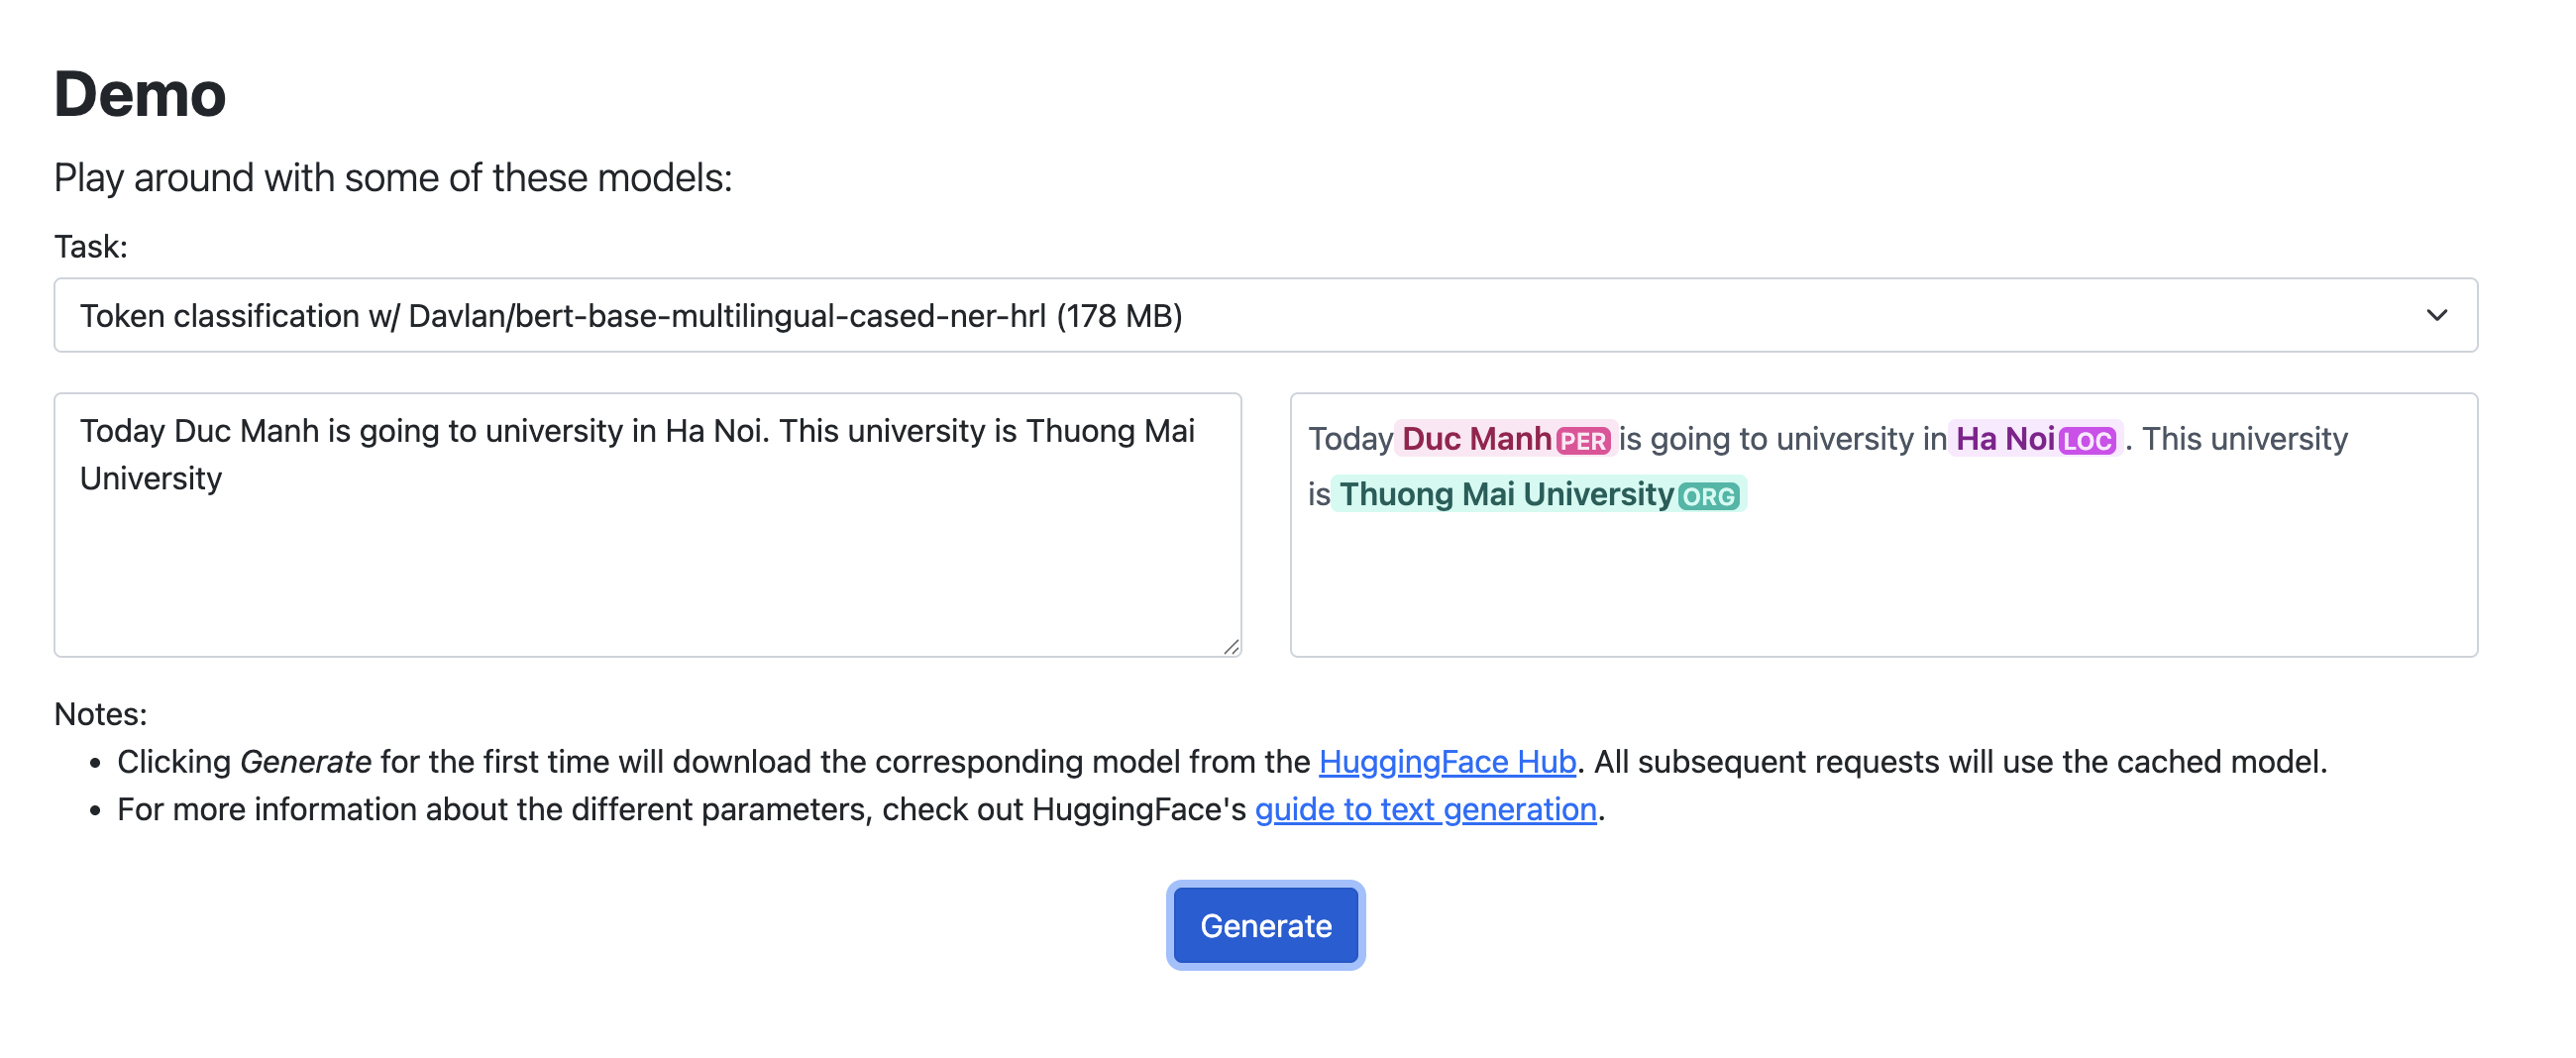 Demo
Play around with some of these models:
Task:
Token classification w/ Davlan/bert-base-multilingual-cased-ner-hrl (178 MB)
Today Duc Manh is going to university in Ha Noi. This university is Thuong Mai
University
Today Duc Manh PER is going to university in Ha Noi LOC . This university
is Thuong Mai University ORG
Notes:
• Clicking Generate for the first time will download the corresponding model from the HuggingFace Hub. All subsequent requests will use the cached model.
• For more information about the different parameters, check out HuggingFace's guide to text generation.
Generate